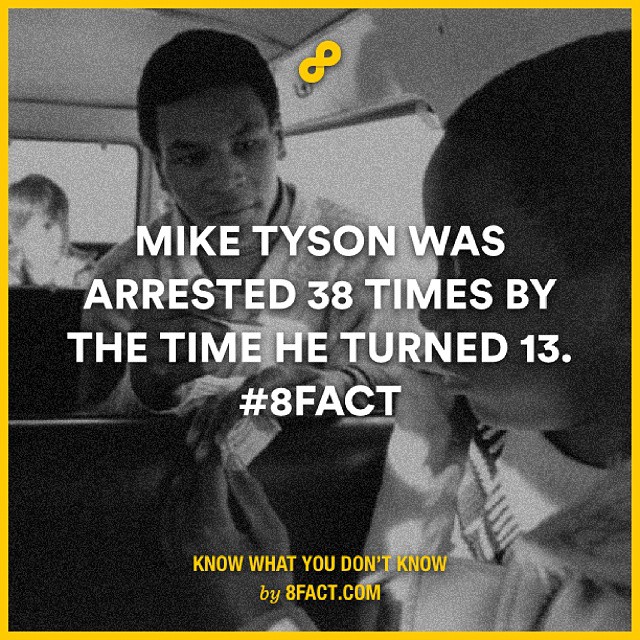 MIKE TYSON WAS
ARRESTED 38 TIMES BY
THE TIME HE TURNED 13.
#8FACT
KNOW WHAT YOU DON'T KNOW
by 8FACT.COM